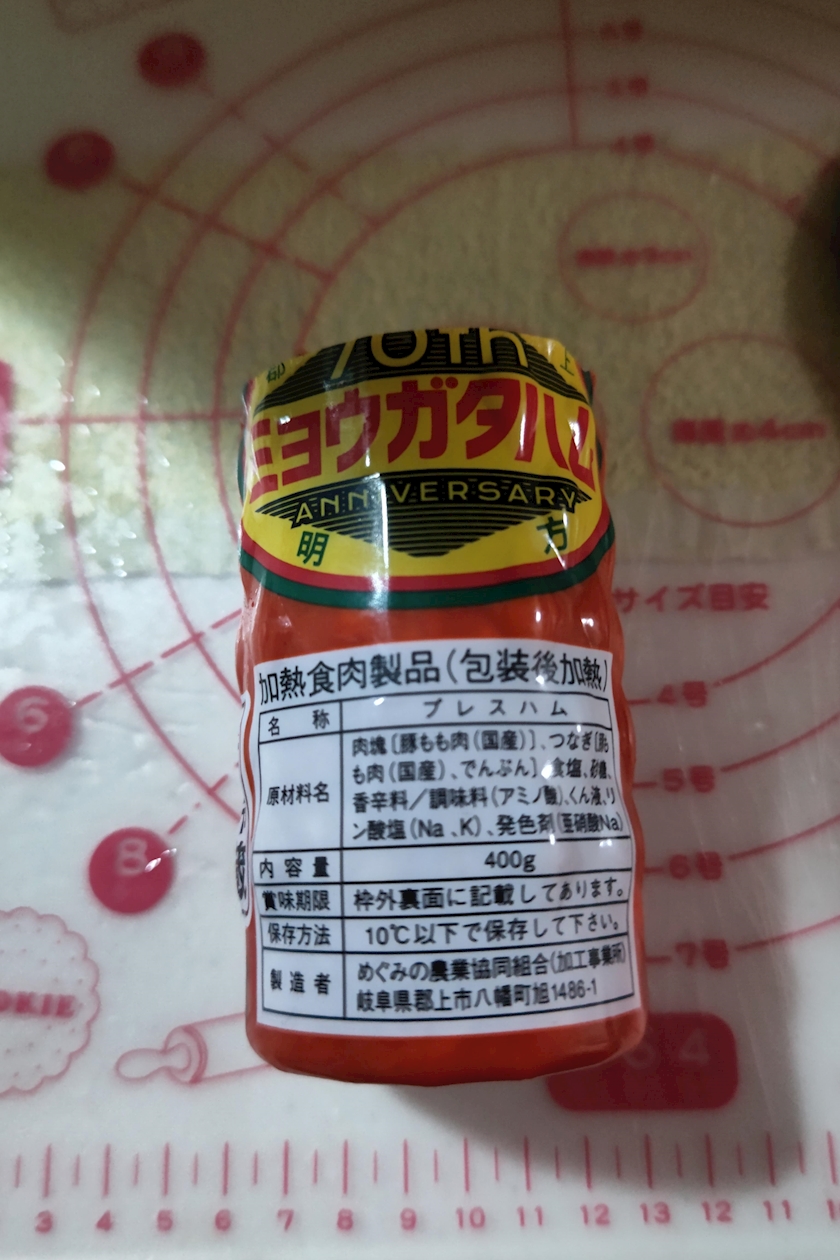 70th
郡 上
ミョウガタハム
ANNIVERSARY
明 方
加熱食肉製品(包装後加熱)
名 称 プレスハム
原材料名 肉塊〔豚もも肉(国産)〕、つなぎ〔豚も
も肉(国産)、でんぷん〕、食塩、砂糖、
香辛料/調味料(アミノ酸)、くん液、リ
ン酸塩(Na、K)、発色剤(亜硝酸Na)
内容量 400g
賞味期限 枠外裏面に記載してあります。
保存方法 10℃以下で保存して下さい。
製造者 めぐみの農業協同組合(加工事業所)
岐阜県郡上市八幡町旭1486-1
サイズ目安
4号
5号
6号
7号
6
8
OKIE
3 4 5 6 7 8 9 10 11 12 13 12 11